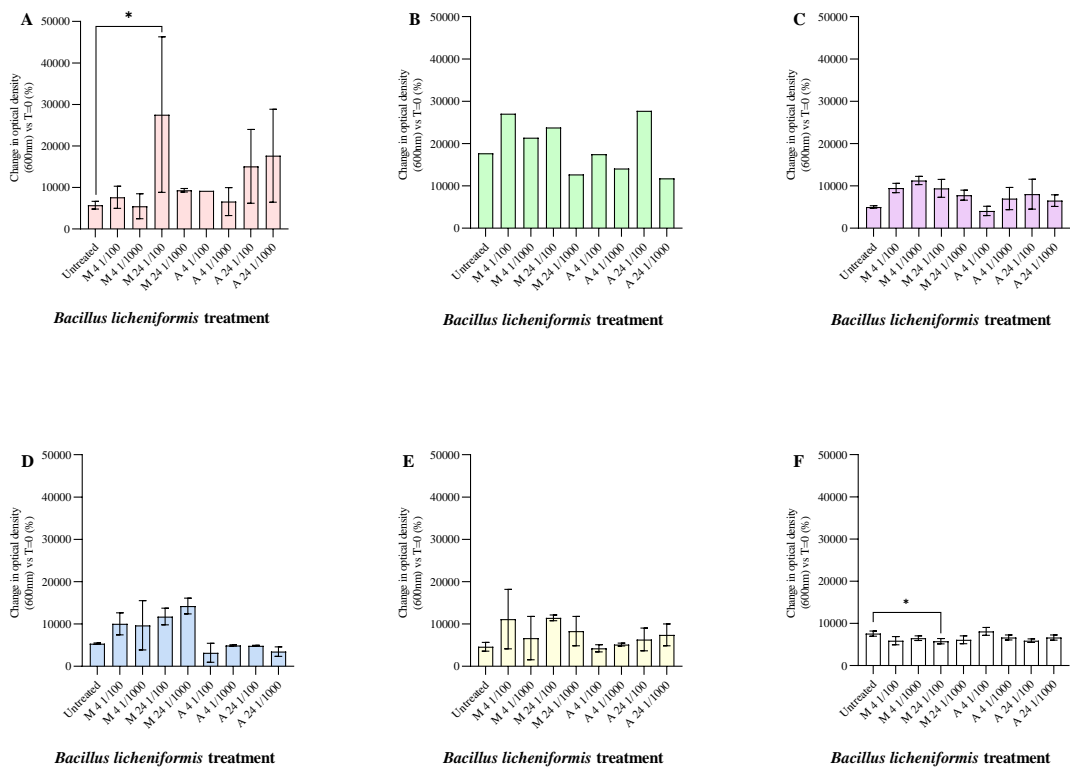 A
*
50000
40000
30000
20000
10000
0
Change in optical density
(600nm) vs T=0 (%)
Untreated
M 4 1/100
M 4 1/1000
M 24 1/100
M 24 1/1000
A 4 1/100
A 4 1/1000
A 24 1/100
A 24 1/1000
Bacillus licheniformis treatment
B
50000
40000
30000
20000
10000
0
Change in optical density
(600nm) vs T=0 (%)
Untreated
M 4 1/100
M 4 1/1000
M 24 1/100
M 24 1/1000
A 4 1/100
A 4 1/1000
A 24 1/100
A 24 1/1000
Bacillus licheniformis treatment
C
50000
40000
30000
20000
10000
0
Change in optical density
(600nm) vs T=0 (%)
Untreated
M 4 1/100
M 4 1/1000
M 24 1/100
M 24 1/1000
A 4 1/100
A 4 1/1000
A 24 1/100
A 24 1/1000
Bacillus licheniformis treatment
D
50000
40000
30000
20000
10000
0
Change in optical density
(600nm) vs T=0 (%)
Untreated
M 4 1/100
M 4 1/1000
M 24 1/100
M 24 1/1000
A 4 1/100
A 4 1/1000
A 24 1/100
A 24 1/1000
Bacillus licheniformis treatment
E
50000
40000
30000
20000
10000
0
Change in optical density
(600nm) vs T=0 (%)
Untreated
M 4 1/100
M 4 1/1000
M 24 1/100
M 24 1/1000
A 4 1/100
A 4 1/1000
A 24 1/100
A 24 1/1000
Bacillus licheniformis treatment
F
50000
40000
30000
20000
10000
0
*
Change in optical density
(600nm) vs T=0 (%)
Untreated
M 4 1/100
M 4 1/1000
M 24 1/100
M 24 1/1000
A 4 1/100
A 4 1/1000
A 24 1/100
A 24 1/1000
Bacillus licheniformis treatment